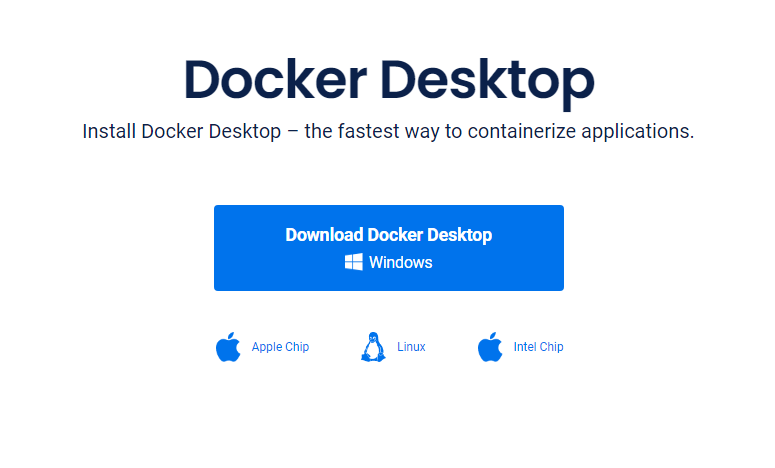 Docker Desktop
Install Docker Desktop – the fastest way to containerize applications.
Download Docker Desktop
Windows
Apple Chip
Linux
Intel Chip